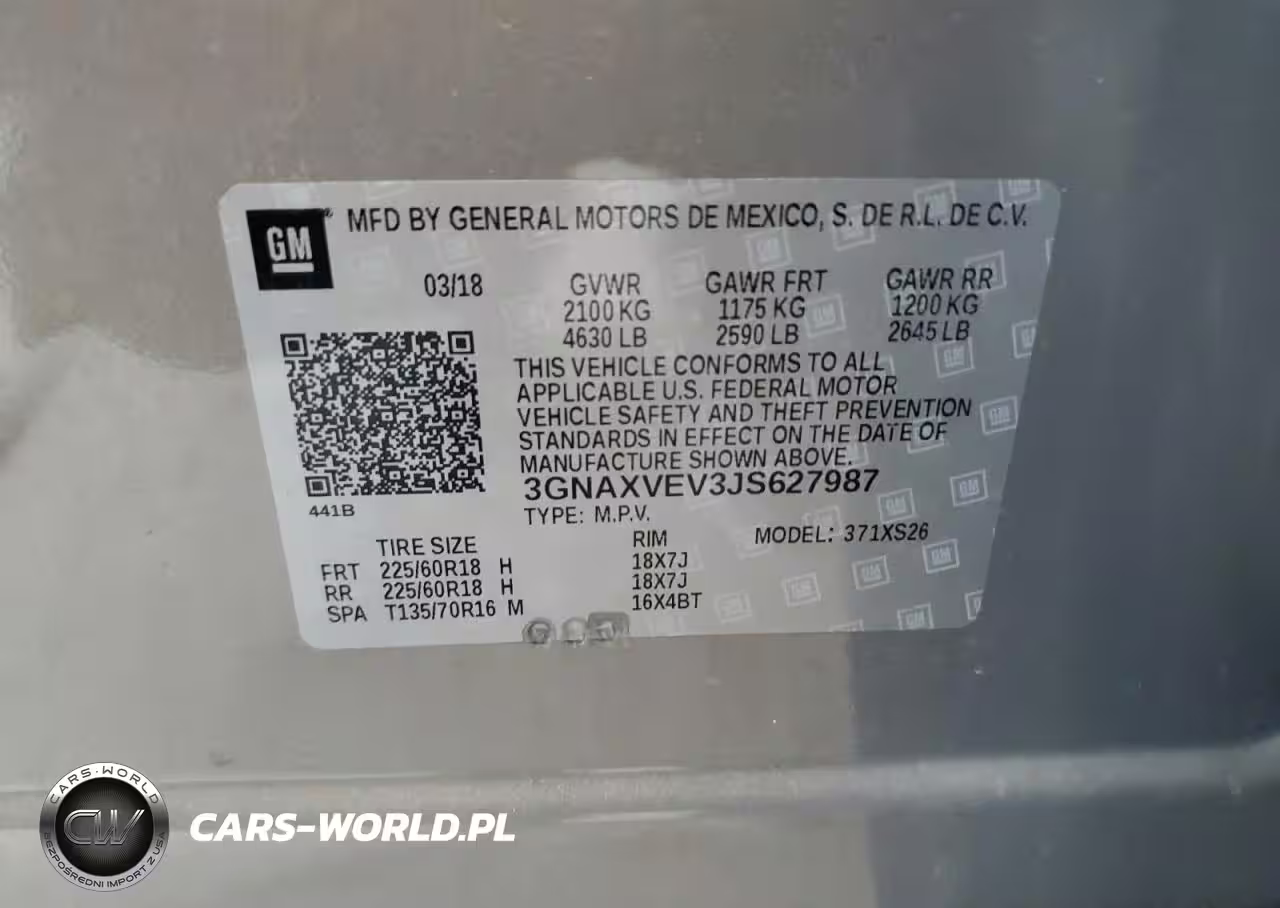 GM
MFD BY GENERAL MOTORS DE MEXICO, S. DE R.L. DE C.V.
03/18
GVWR GAWR FRT GAWR RR
2100 KG 1175 KG 1200 KG
4630 LB 2590 LB 2645 LB
THIS VEHICLE CONFORMS TO ALL
APPLICABLE U.S. FEDERAL MOTOR
VEHICLE SAFETY AND THEFT PREVENTION
STANDARDS IN EFFECT ON THE DATE OF
MANUFACTURE SHOWN ABOVE.
3GNAXVEV3JS627987
441B
TYPE: M.P.V.
MODEL: 371XS26
TIRE SIZE RIM
FRT 225/60R18 H 18X7J
RR 225/60R18 H 18X7J
SPA T135/70R16 M 16X4BT
CARS-WORLD
CW
BEZPOŚREDNI IMPORT Z USA
CARS-WORLD.PL